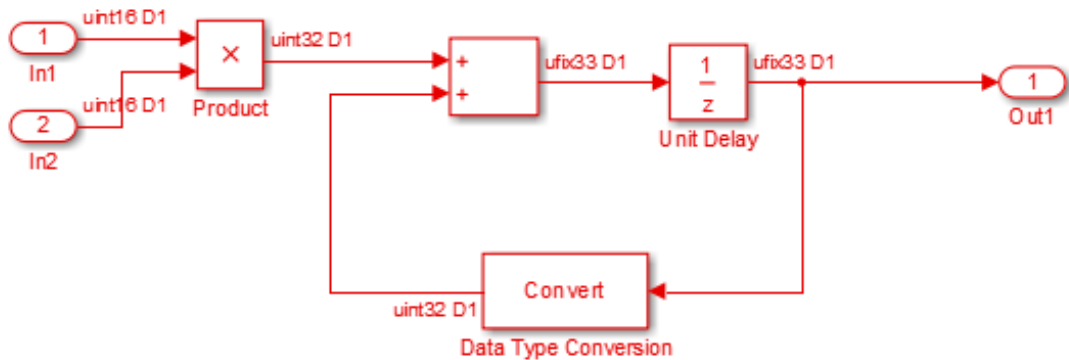 uint16 D1
1
In1
uint16 D1
2
In2
×
Product
uint32 D1
+
+
ufix33 D1
1
z
Unit Delay
ufix33 D1
1
Out1
Convert
uint32 D1
Data Type Conversion